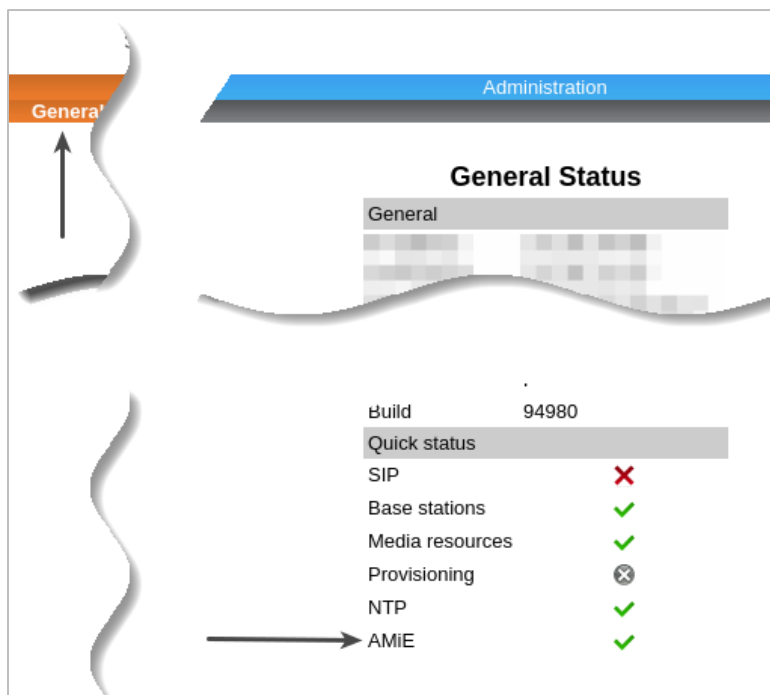 Administration
General
General Status
General
Build 94980
Quick status
SIP
Base stations
Media resources
Provisioning
NTP
AMiE